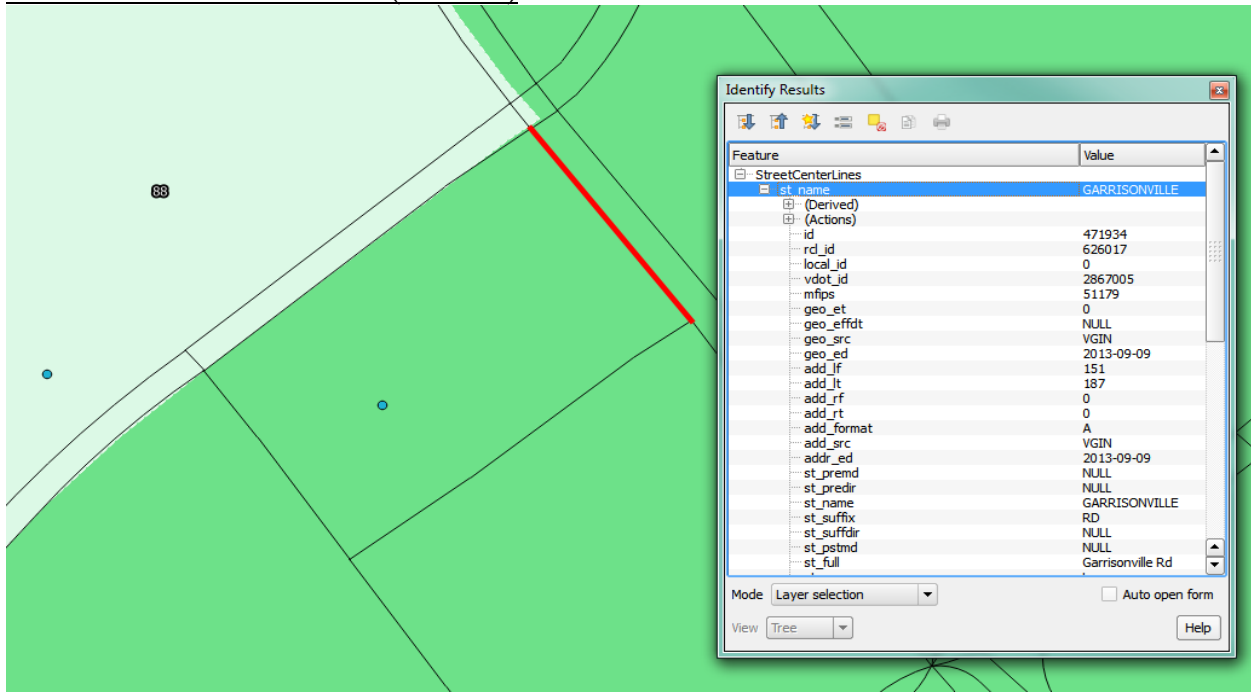 88
Identify Results
Feature Value
StreetCenterLines
st_name GARRISONVILLE
(Derived)
(Actions)
id 471934
rcl_id 626017
local_id 0
vdot_id 2867005
mfips 51179
geo_et 0
geo_effdt NULL
geo_src VGIN
geo_ed 2013-09-09
add_lf 151
add_lt 187
add_rf 0
add_rt 0
add_format A
add_src VGIN
addr_ed 2013-09-09
st_premd NULL
st_predir NULL
st_name GARRISONVILLE
st_suffix RD
st_suffdir NULL
st_pstmd NULL
st_full Garrisonville Rd
Mode Layer selection Auto open form
View Tree Help